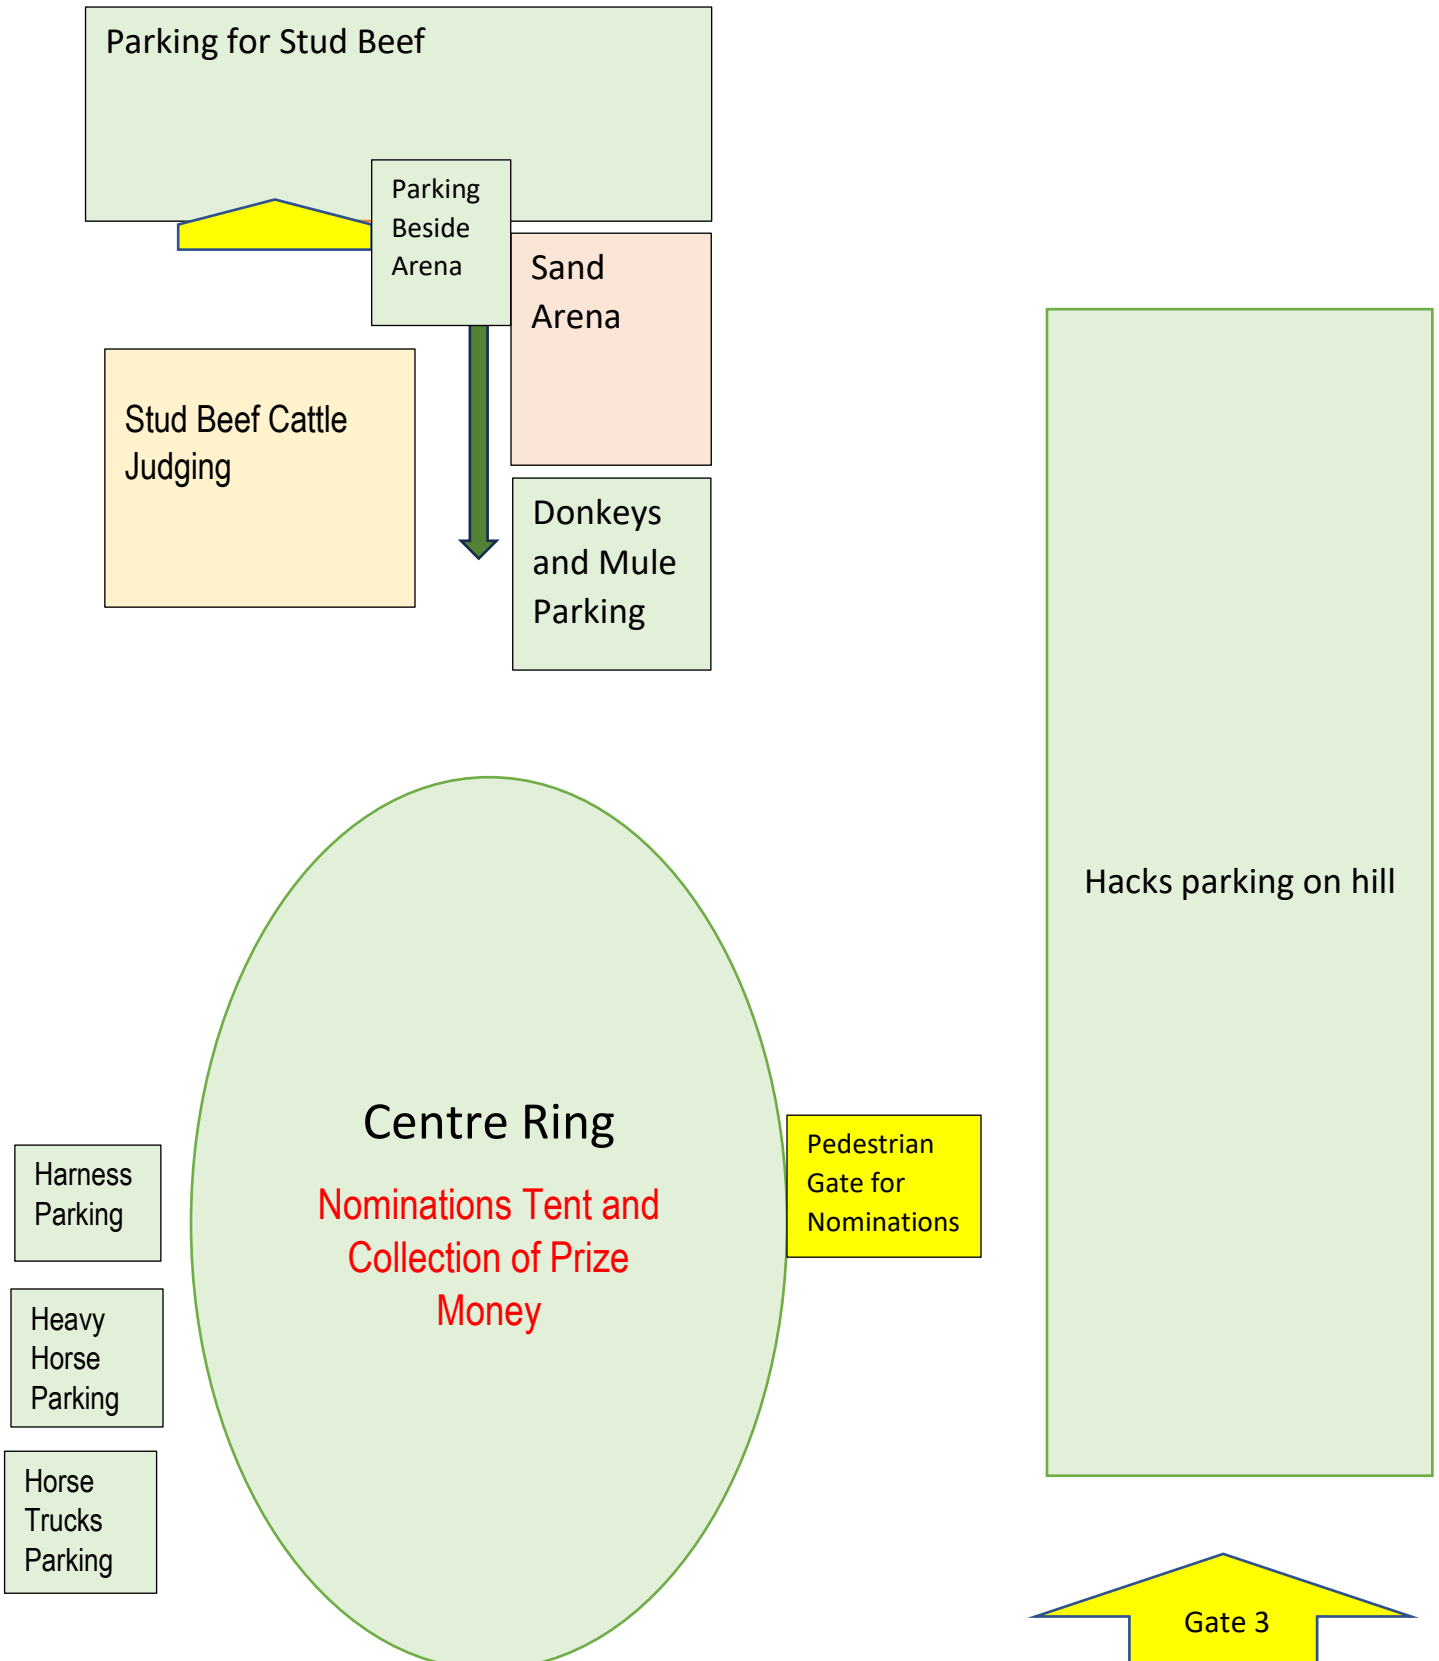 Parking for Stud Beef
Parking
Beside
Arena
Sand
Arena
Stud Beef Cattle
Judging
Donkeys
and Mule
Parking
Hacks parking on hill
Centre Ring
Nominations Tent and
Collection of Prize
Money
Pedestrian
Gate for
Nominations
Harness
Parking
Heavy
Horse
Parking
Horse
Trucks
Parking
Gate 3